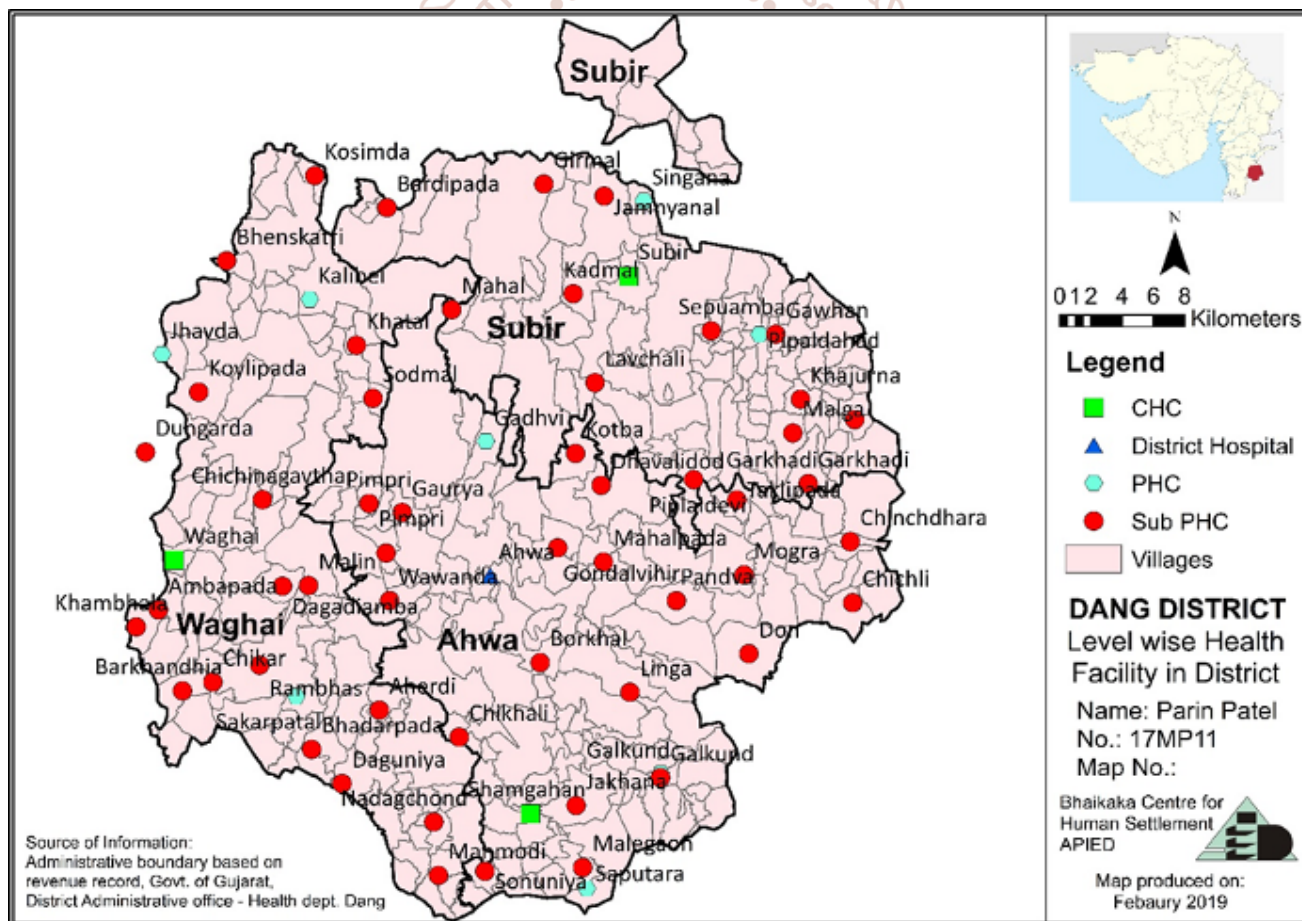 Subir
Kosimda
Girmal
Bardipada
Singana
Jamnyanal
Bhenskatri
Subir
Kalibel
Kadmal
Mahal
Sepuamba
Gawhan
Subir
Khatal
Pipaldahad
Jhavda
Lavchali
Koylipada
Sodmal
Khajurna
Malga
Gadhvi
Kotba
Dungarda
Dhavalidod
Garkhadi
Garkhadi
Chichinagavtha
Pimpri
Gaurya
Piplaidevi
Taklipada
Pimpri
Chinchdhara
Waghai
Ahwa
Mahalpada
Mogra
Malin
Gondalvihir
Pandva
Ambapada
Wawanda
Chichli
Dagadiamba
Khambhala
Waghai
Ahwa
Borkhal
Don
Barkhandhia
Chikar
Linga
Rambhas
Aherdi
Sakarpatal
Bhadarpada
Chikhali
Daguniya
Galkund
Galkund
Shamgahan
Jakhana
Nadagchond
Malegaon
Mahmodi
Sonuniya
Saputara
Source of Information:
Administrative boundary based on
revenue record, Govt. of Gujarat,
District Administrative office - Health dept. Dang
N
0 1 2 4 6 8
Kilometers
Legend
CHC
District Hospital
PHC
Sub PHC
Villages
DANG DISTRICT
Level wise Health
Facility in District
Name: Parin Patel
No.: 17MP11
Map No.:
Bhaikaka Centre for
Human Settlement
APIED
Map produced on:
Febaury 2019